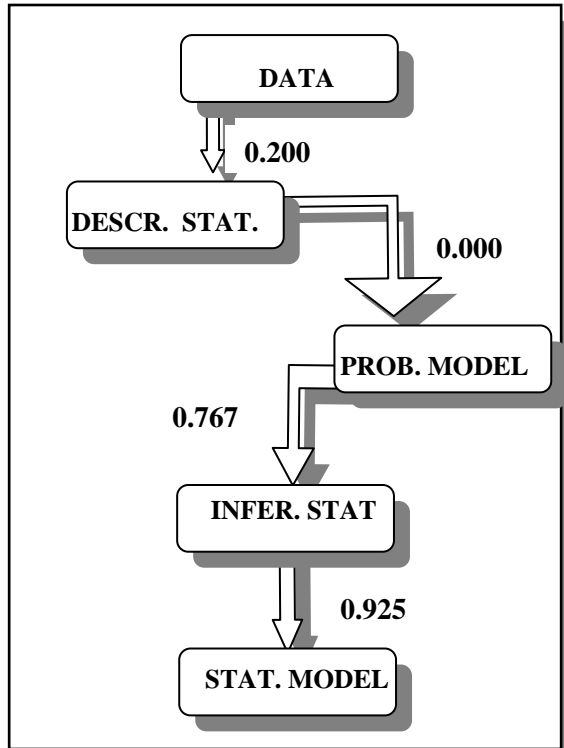 DATA
0.200
DESCR. STAT.
0.000
PROB. MODEL
0.767
INFER. STAT
0.925
STAT. MODEL